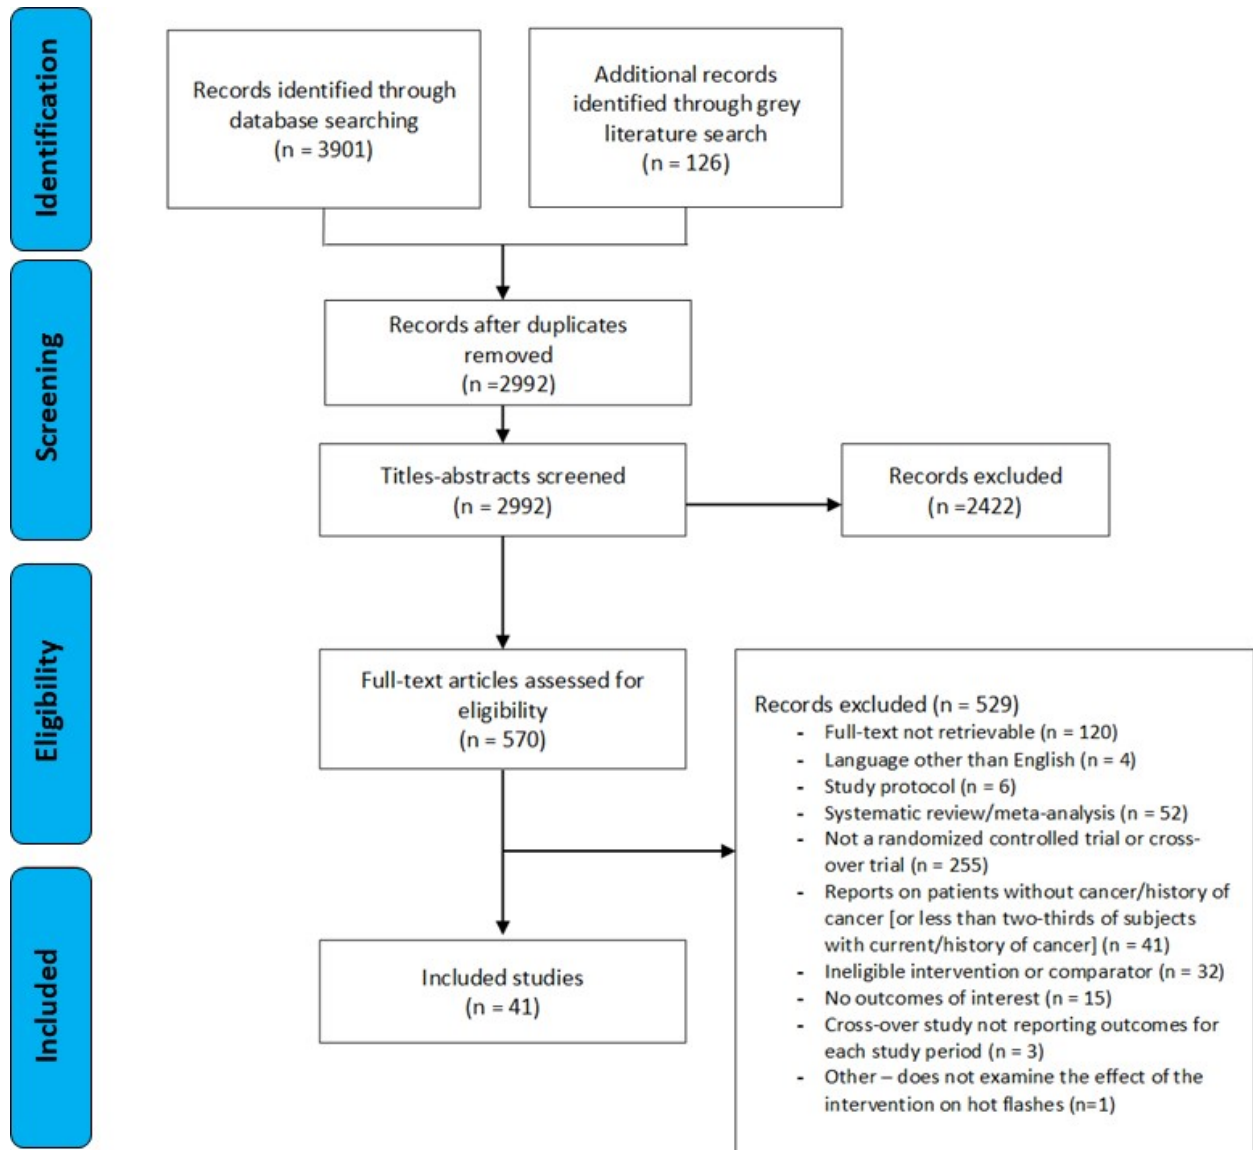 Identification
Records identified through
database searching
(n = 3901)
Additional records
identified through grey
literature search
(n = 126)
Screening
Records after duplicates
removed
(n =2992)
Titles-abstracts screened
(n = 2992)
Records excluded
(n =2422)
Eligibility
Full-text articles assessed for
eligibility
(n = 570)
Records excluded (n = 529)
- Full-text not retrievable (n = 120)
- Language other than English (n = 4)
- Study protocol (n = 6)
- Systematic review/meta-analysis (n = 52)
- Not a randomized controlled trial or cross-
over trial (n = 255)
- Reports on patients without cancer/history of
cancer [or less than two-thirds of subjects
with current/history of cancer] (n = 41)
- Ineligible intervention or comparator (n = 32)
- No outcomes of interest (n = 15)
- Cross-over study not reporting outcomes for
each study period (n = 3)
- Other – does not examine the effect of the
intervention on hot flashes (n=1)
Included
Included studies
(n = 41)